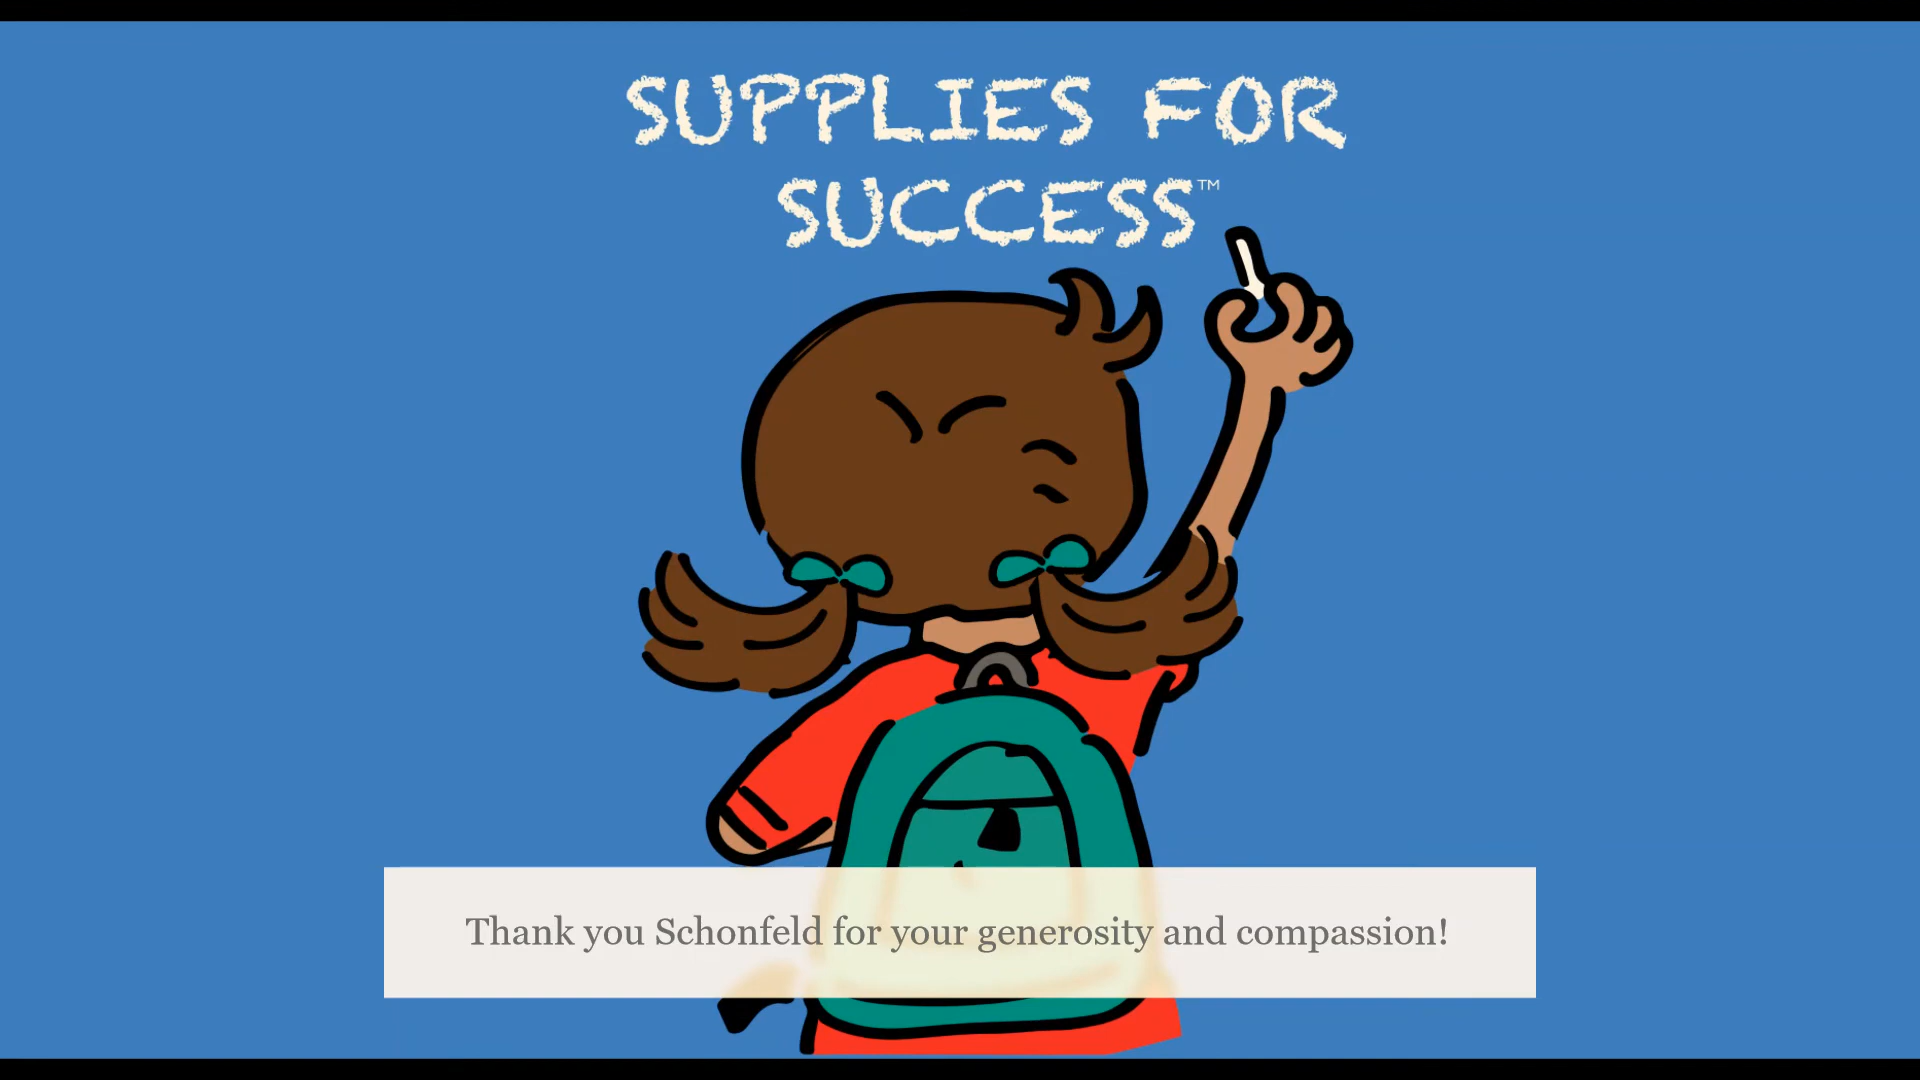 SUPPLIES FOR
SUCCESS™
Thank you Schonfeld for your generosity and compassion!